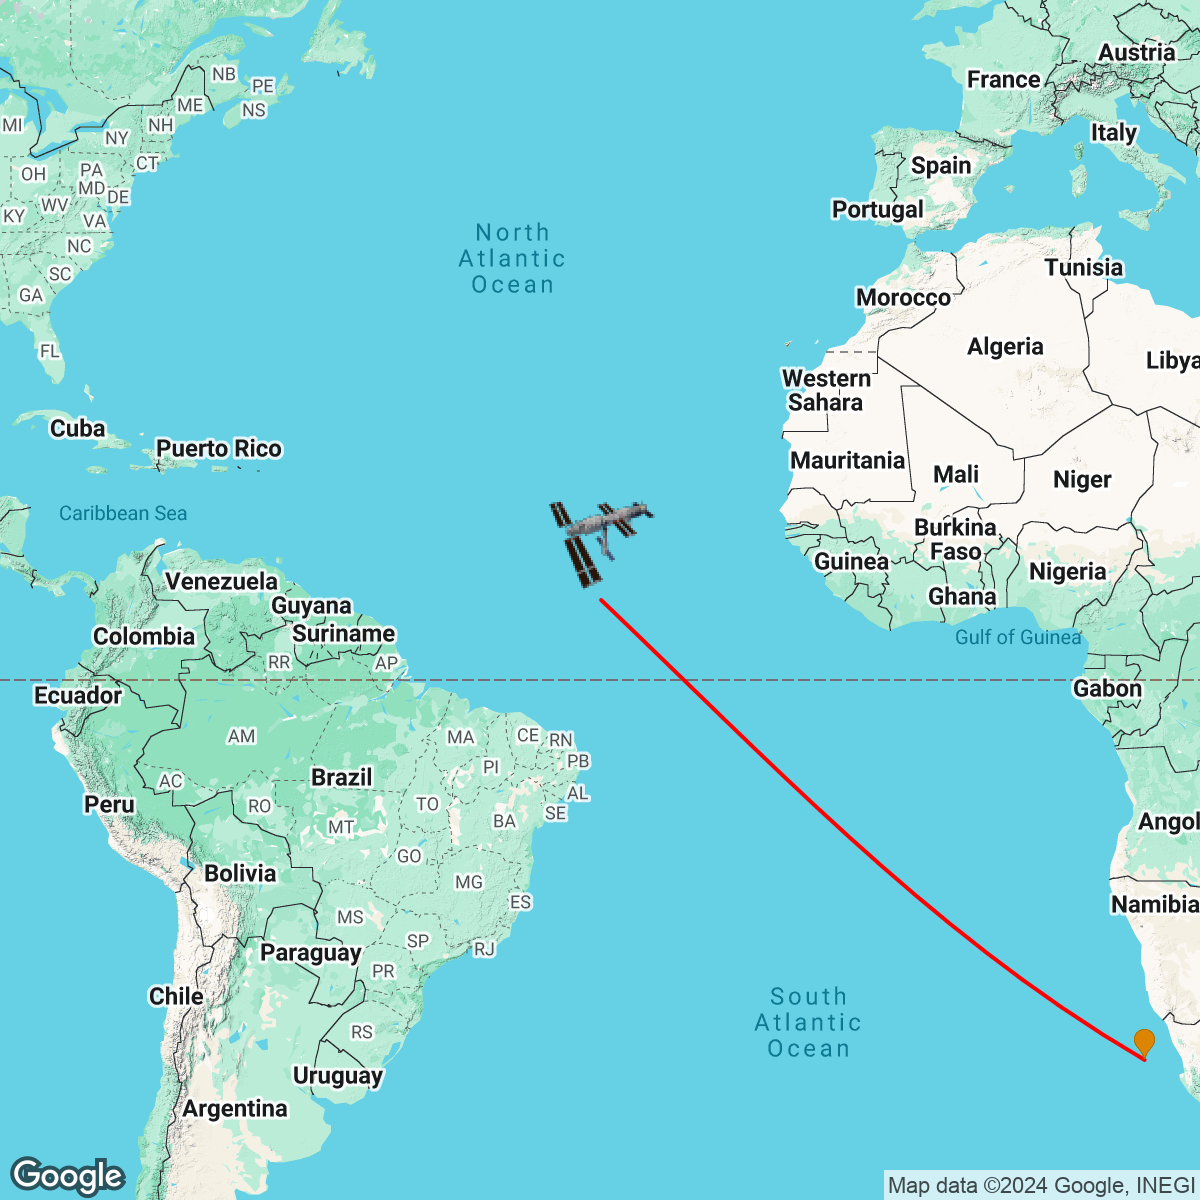 Austria
France
NB
PE
ME
NS
MI
NH
NY
Italy
CT
OH
PA
Spain
MD
DE
WV
KY
Portugal
VA
North
Atlantic
Ocean
NC
SC
Tunisia
GA
Morocco
Algeria
FL
Libya
Western
Sahara
Cuba
Puerto Rico
Mauritania
Mali
Niger
Caribbean Sea
Burkina
Faso
Guinea
Nigeria
Venezuela
Ghana
Guyana
Suriname
Colombia
Gulf of Guinea
RR
AP
Ecuador
Gabon
AM
MA
CE
RN
PB
PI
Brazil
AC
AL
Peru
RO
TO
SE
MT
BA
Angol
GO
Bolivia
MG
ES
Namibia
MS
SP
RJ
Paraguay
PR
Chile
South
Atlantic
Ocean
RS
Uruguay
Argentina
Google
Map data ©2024 Google, INEGI